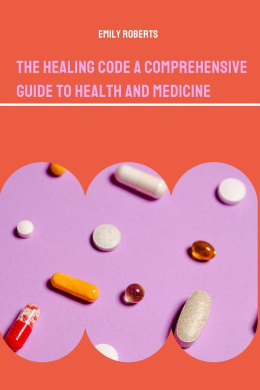 EMILY ROBERTS
THE HEALING CODE A COMPREHENSIVE
GUIDE TO HEALTH AND MEDICINE